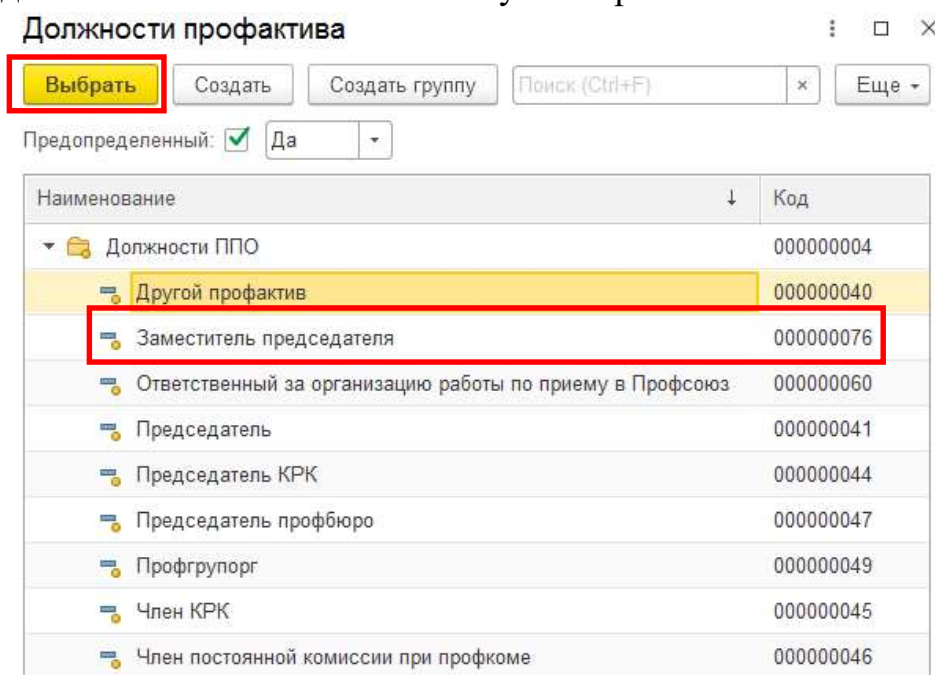 Должности профактива
Выбрать Создать Создать группу Поиск (Ctrl+F) × Еще
Предопределенный: Да
Наименование ↓ Код
Должности ППО 000000004
Другой профактив 000000040
Заместитель председателя 000000076
Ответственный за организацию работы по приему в Профсоюз 000000060
Председатель 000000041
Председатель КРК 000000044
Председатель профбюро 000000047
Профгрупорг 000000049
Член КРК 000000045
Член постоянной комиссии при профкоме 000000046